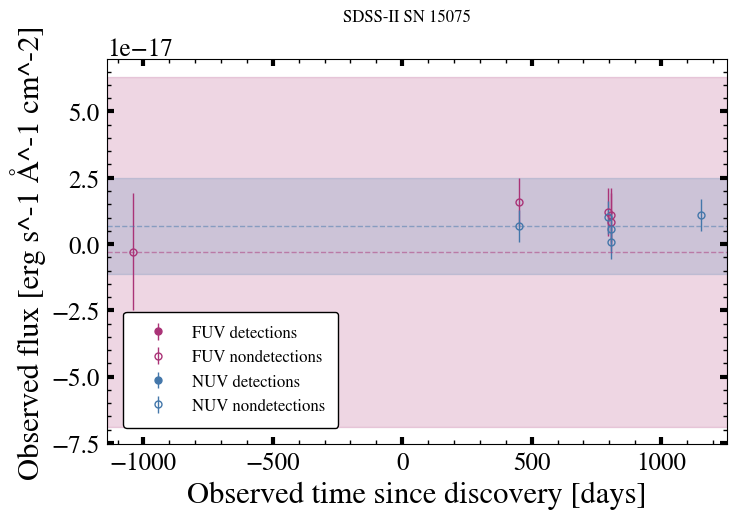 SDSS-II SN 15075
1e−17
Observed flux [erg s^-1 Å^-1 cm^-2]
5.0
2.5
0.0
−2.5
−5.0
−7.5
FUV detections
FUV nondetections
NUV detections
NUV nondetections
−1000
−500
0
500
1000
Observed time since discovery [days]